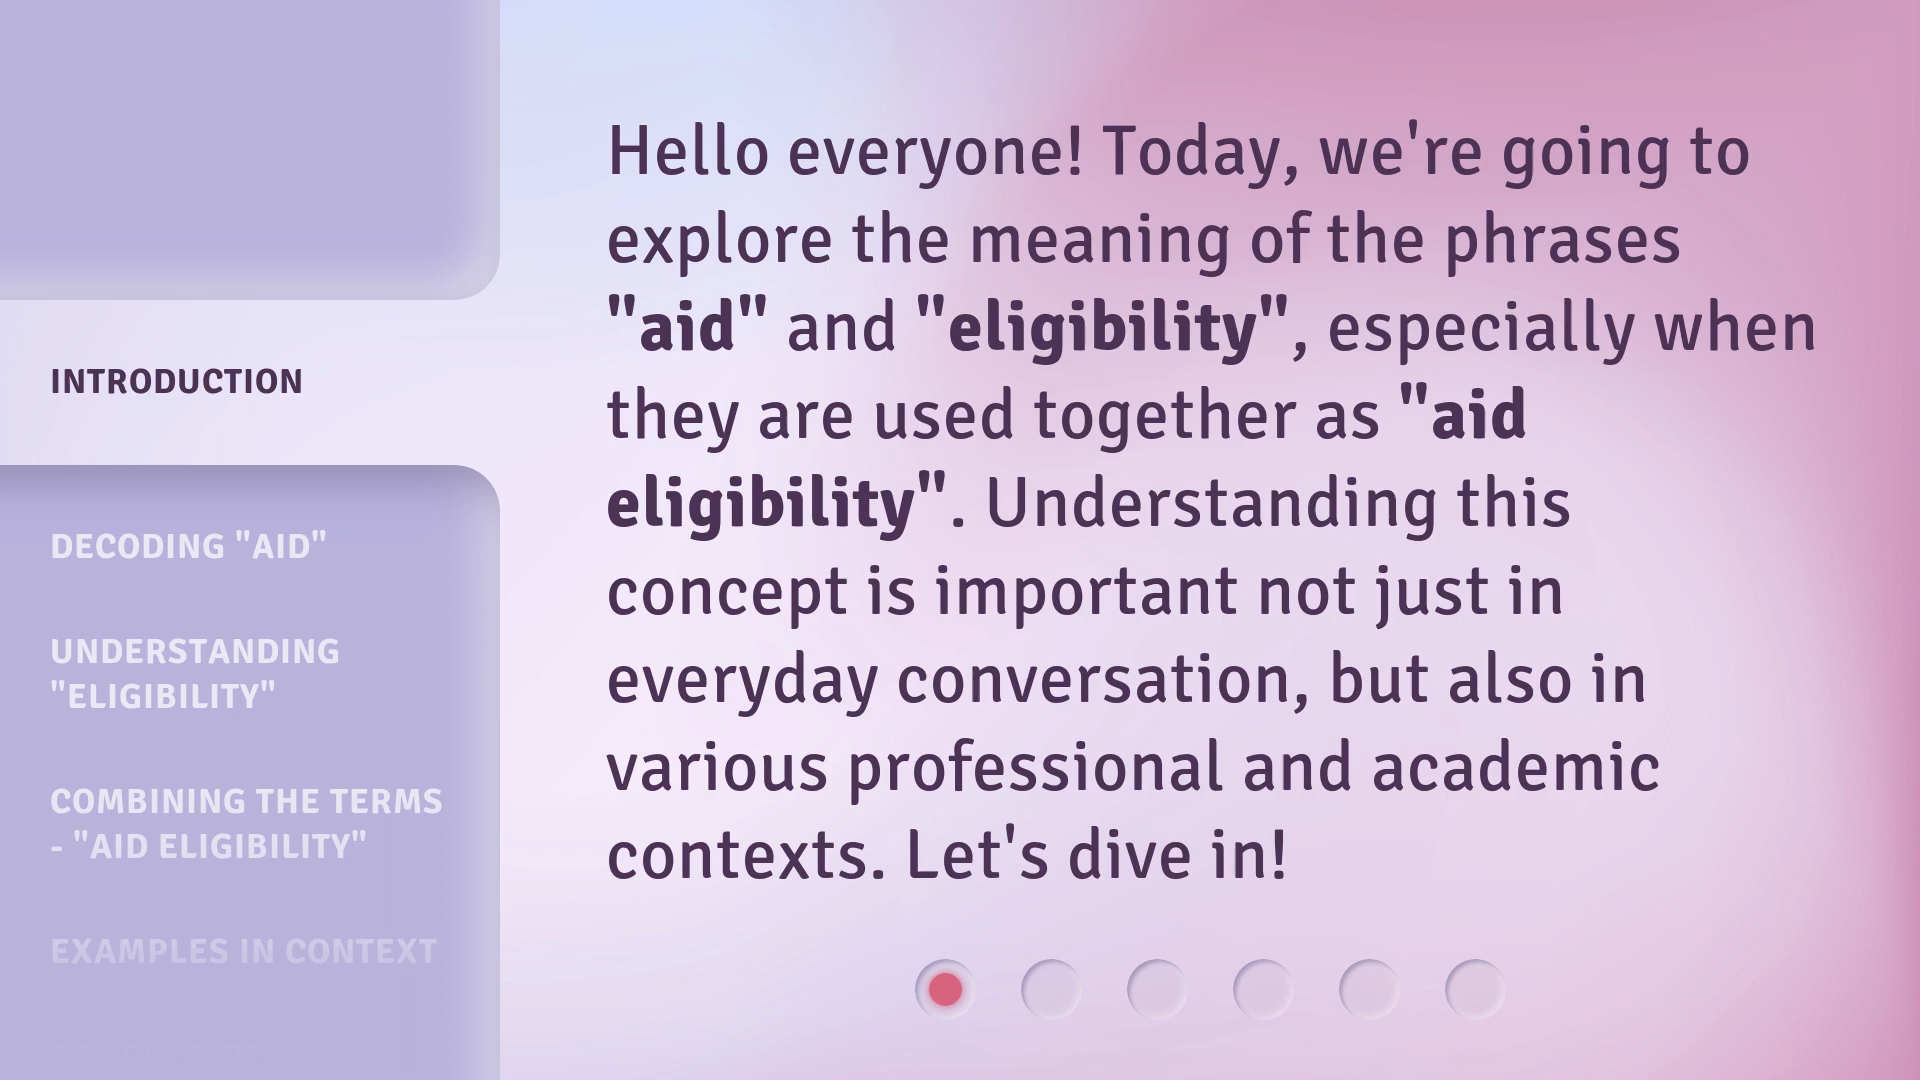 INTRODUCTION
DECODING "AID"
UNDERSTANDING
"ELIGIBILITY"
COMBINING THE TERMS
- "AID ELIGIBILITY"
EXAMPLES IN CONTEXT
Hello everyone! Today, we're going to
explore the meaning of the phrases
"aid" and "eligibility", especially when
they are used together as "aid
eligibility". Understanding this
concept is important not just in
everyday conversation, but also in
various professional and academic
contexts. Let's dive in!